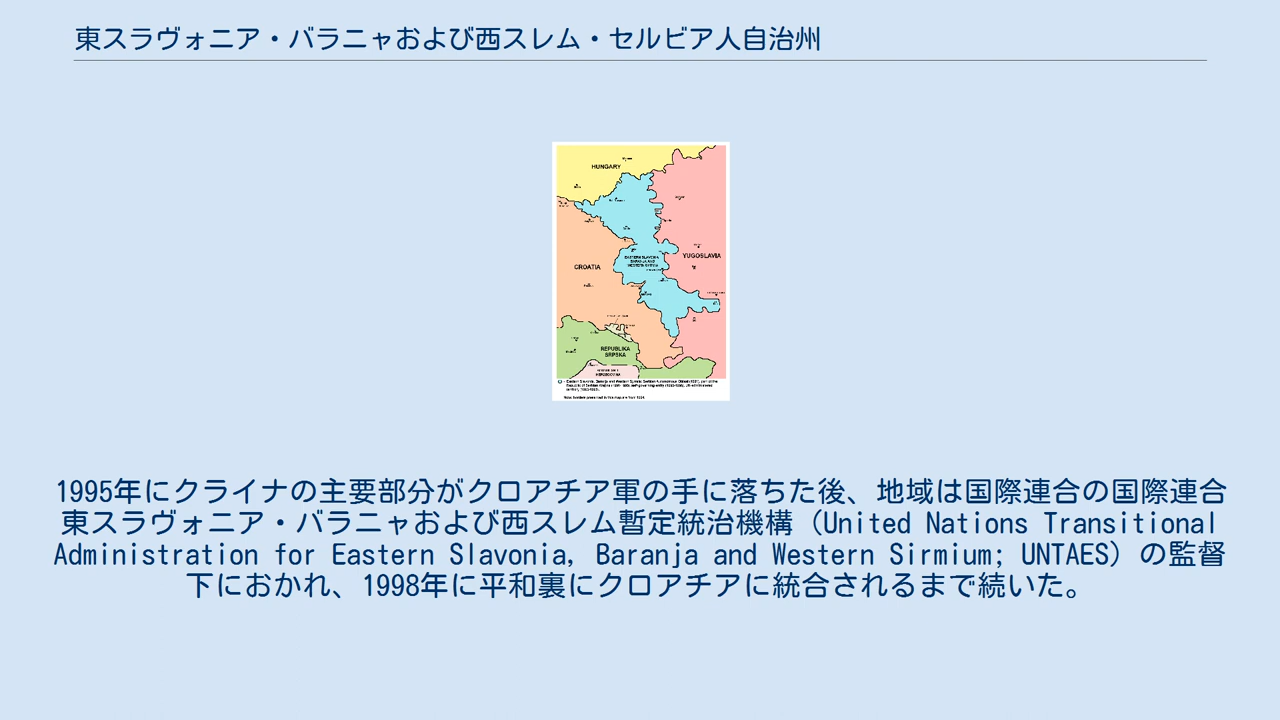 東スラヴォニア・バラニャおよび西スレム・セルビア人自治州
HUNGARY
CROATIA
YUGOSLAVIA
EASTERN SLAVONIA
BARANJA AND
WESTERN SYRMIA
REPUBLIKA
SRPSKA
1995年にクライナの主要部分がクロアチア軍の手に落ちた後、地域は国際連合の国際連合
東スラヴォニア・バラニャおよび西スレム暫定統治機構（United Nations Transitional
Administration for Eastern Slavonia, Baranja and Western Sirmium; UNTAES）の監督
下におかれ、1998年に平和裏にクロアチアに統合されるまで続いた。